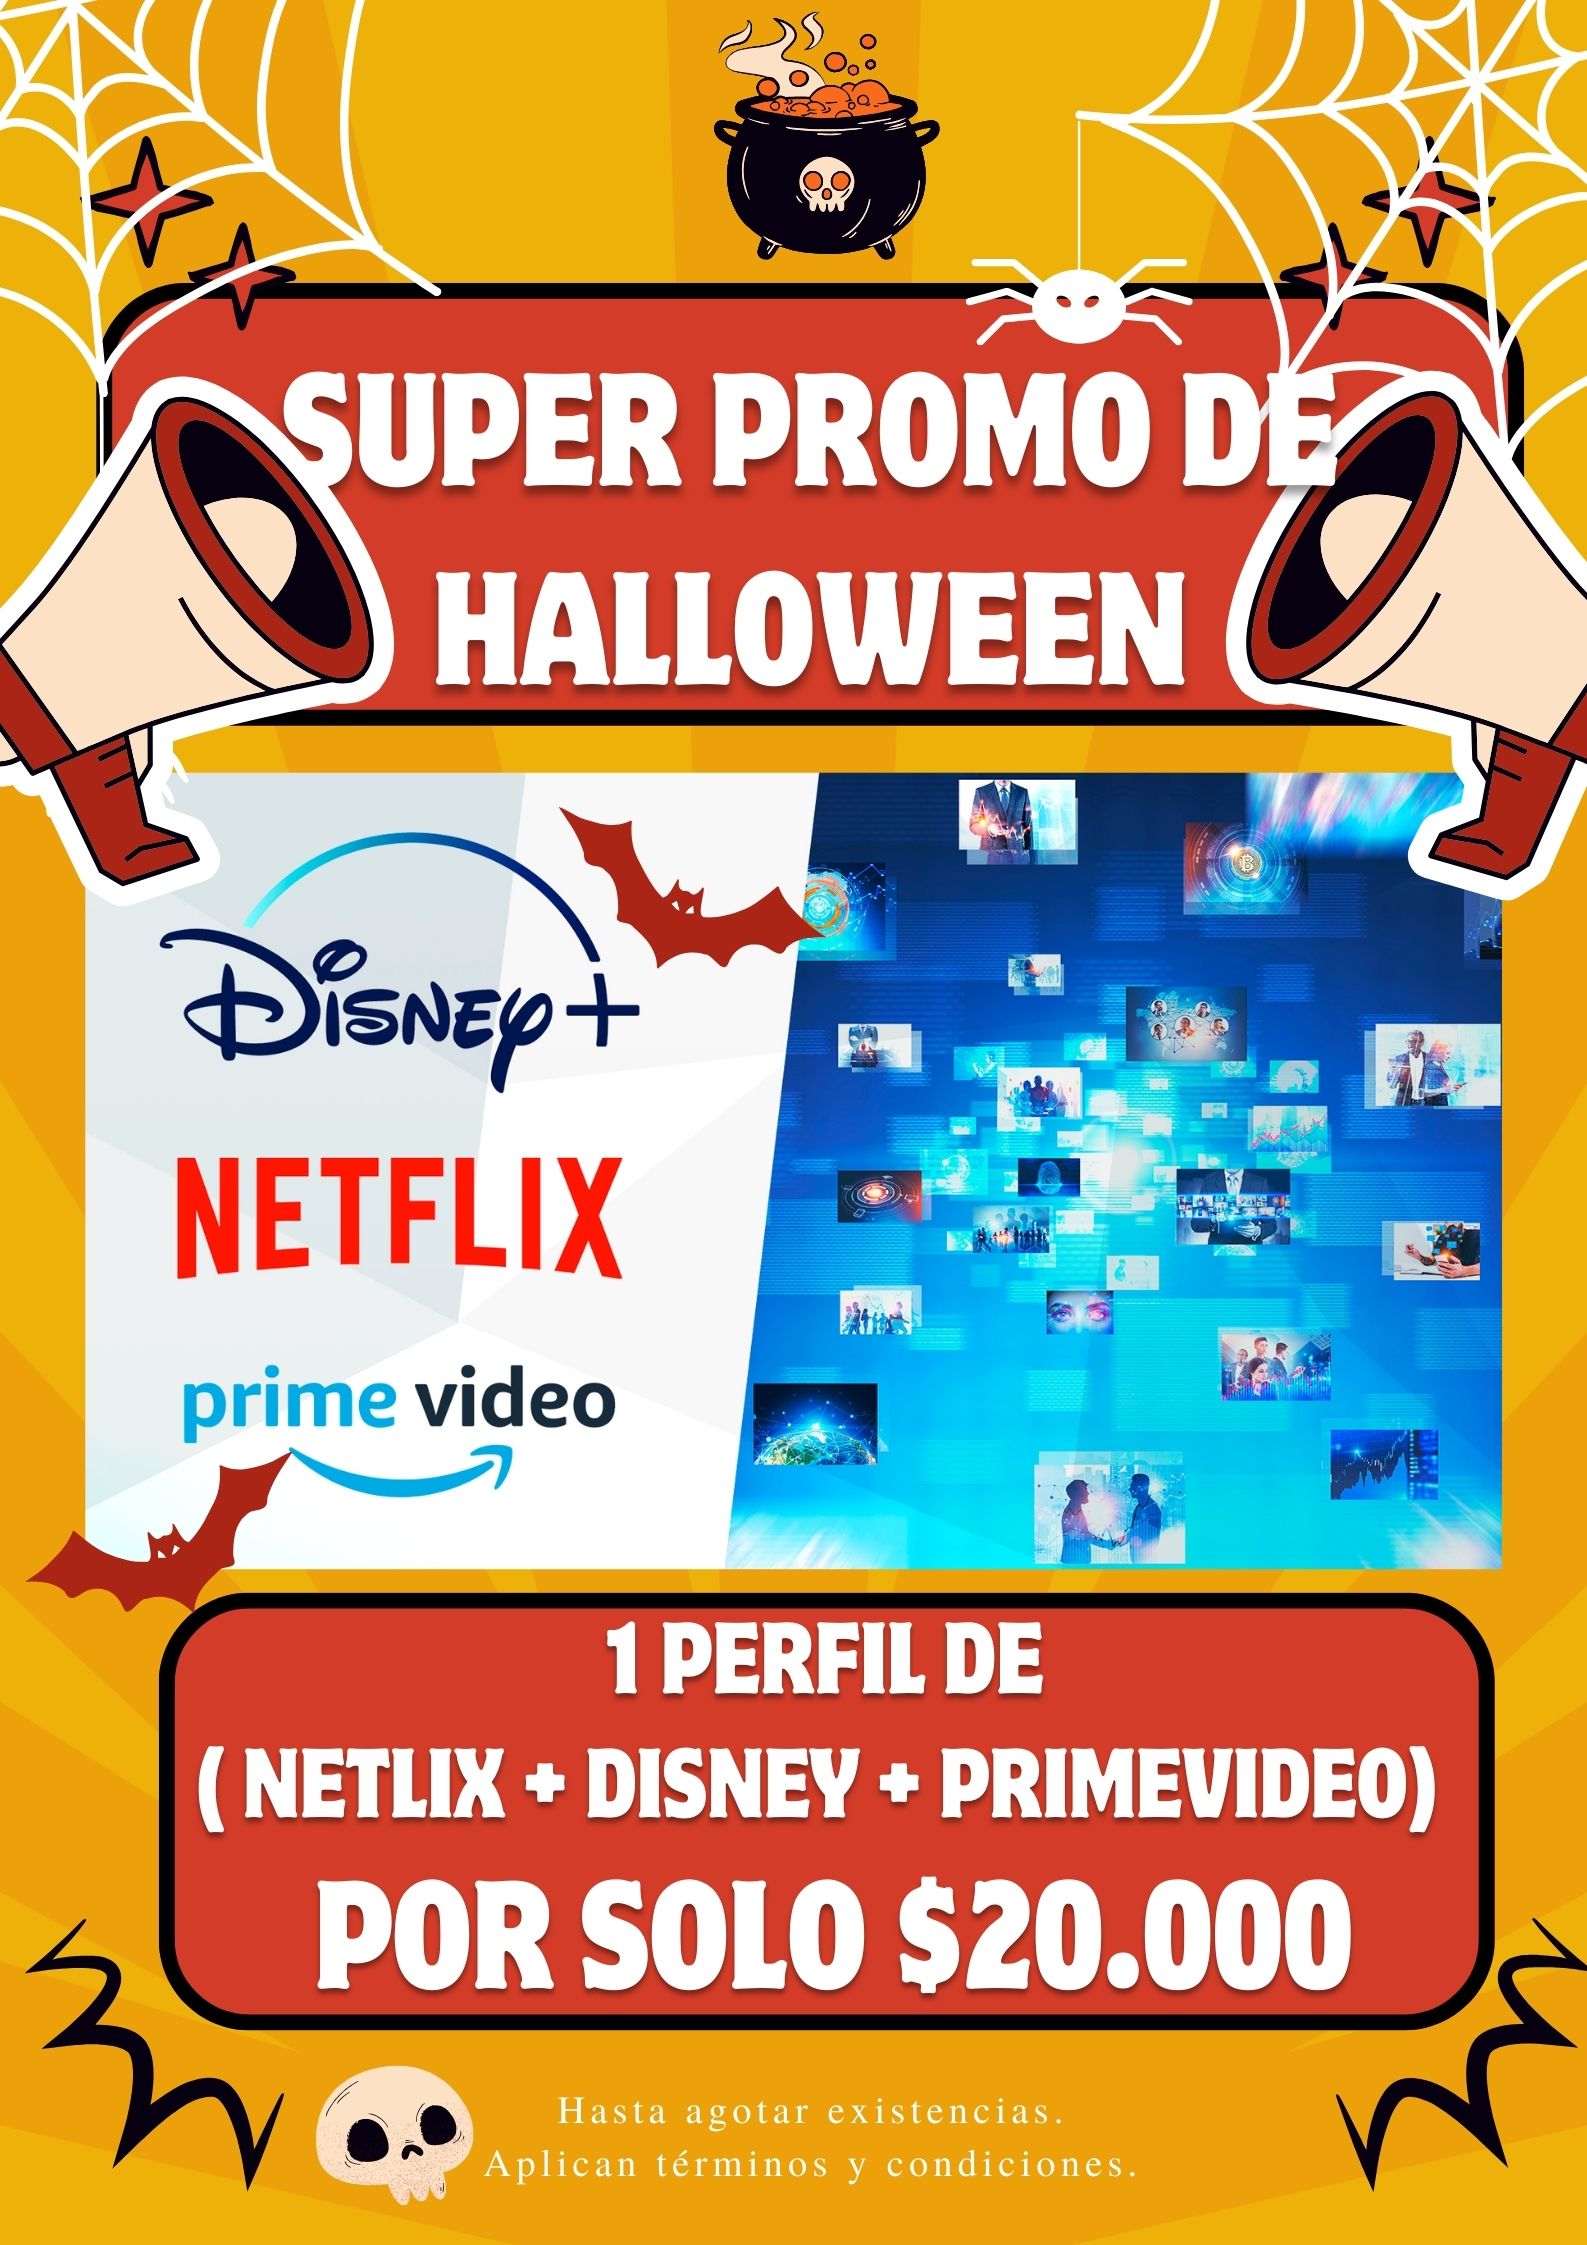 SUPER PROMO DE
HALLOWEEN
DISNEY+
NETFLIX
prime video
1 PERFIL DE
( NETLIX + DISNEY + PRIMEVIDEO)
POR SOLO $20.000
Hasta agotar existencias.
Aplican términos y condiciones.